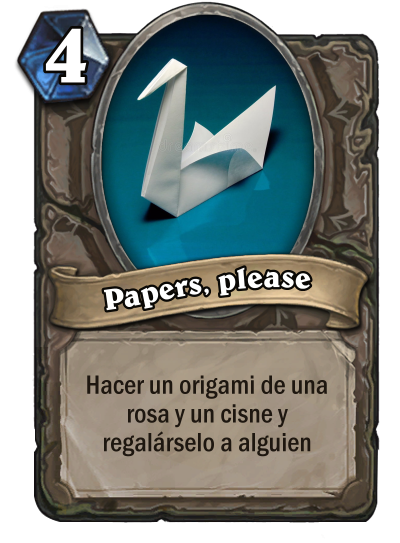 4
Papers, please
Hacer un origami de una
rosa y un cisne y
regalárselo a alguien